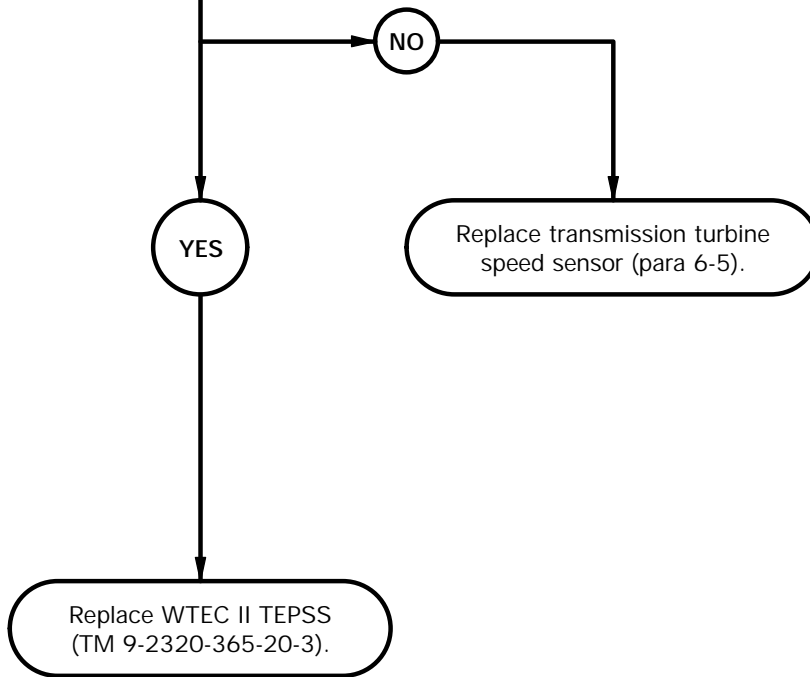 NO
YES
Replace transmission turbine
speed sensor (para 6-5).
Replace WTEC II TEPSS
(TM 9-2320-365-20-3).